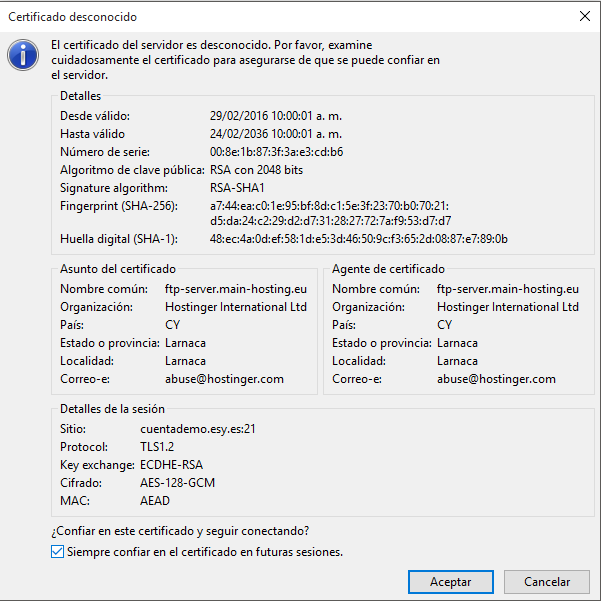 Certificado desconocido
El certificado del servidor es desconocido. Por favor, examine
cuidadosamente el certificado para asegurarse de que se puede confiar en
el servidor.
Detalles
Desde válido: 29/02/2016 10:00:01 a. m.
Hasta válido 24/02/2036 10:00:01 a. m.
Número de serie: 00:8e:1b:87:3f:3a:e3:cd:b6
Algoritmo de clave pública: RSA con 2048 bits
Signature algorithm: RSA-SHA1
Fingerprint (SHA-256): a7:44:ea:c0:1e:95:bf:8d:c1:5e:3f:23:70:b0:70:21:
d5:da:24:c2:29:d2:d7:31:28:27:72:7a:f9:53:d7:d7
Huella digital (SHA-1): 48:ec:4a:0d:ef:58:1d:e5:3d:46:50:9c:f3:65:2d:08:87:e7:89:0b
Asunto del certificado
Nombre común: ftp-server.main-hosting.eu
Organización: Hostinger International Ltd
País: CY
Estado o provincia: Larnaca
Localidad: Larnaca
Correo-e: abuse@hostinger.com
Agente de certificado
Nombre común: ftp-server.main-hosting.eu
Organización: Hostinger International Ltd
País: CY
Estado o provincia: Larnaca
Localidad: Larnaca
Correo-e: abuse@hostinger.com
Detalles de la sesión
Sitio: cuentademo.esy.es:21
Protocol: TLS1.2
Key exchange: ECDHE-RSA
Cifrado: AES-128-GCM
MAC: AEAD
¿Confiar en este certificado y seguir conectando?
Siempre confiar en el certificado en futuras sesiones.
Aceptar Cancelar